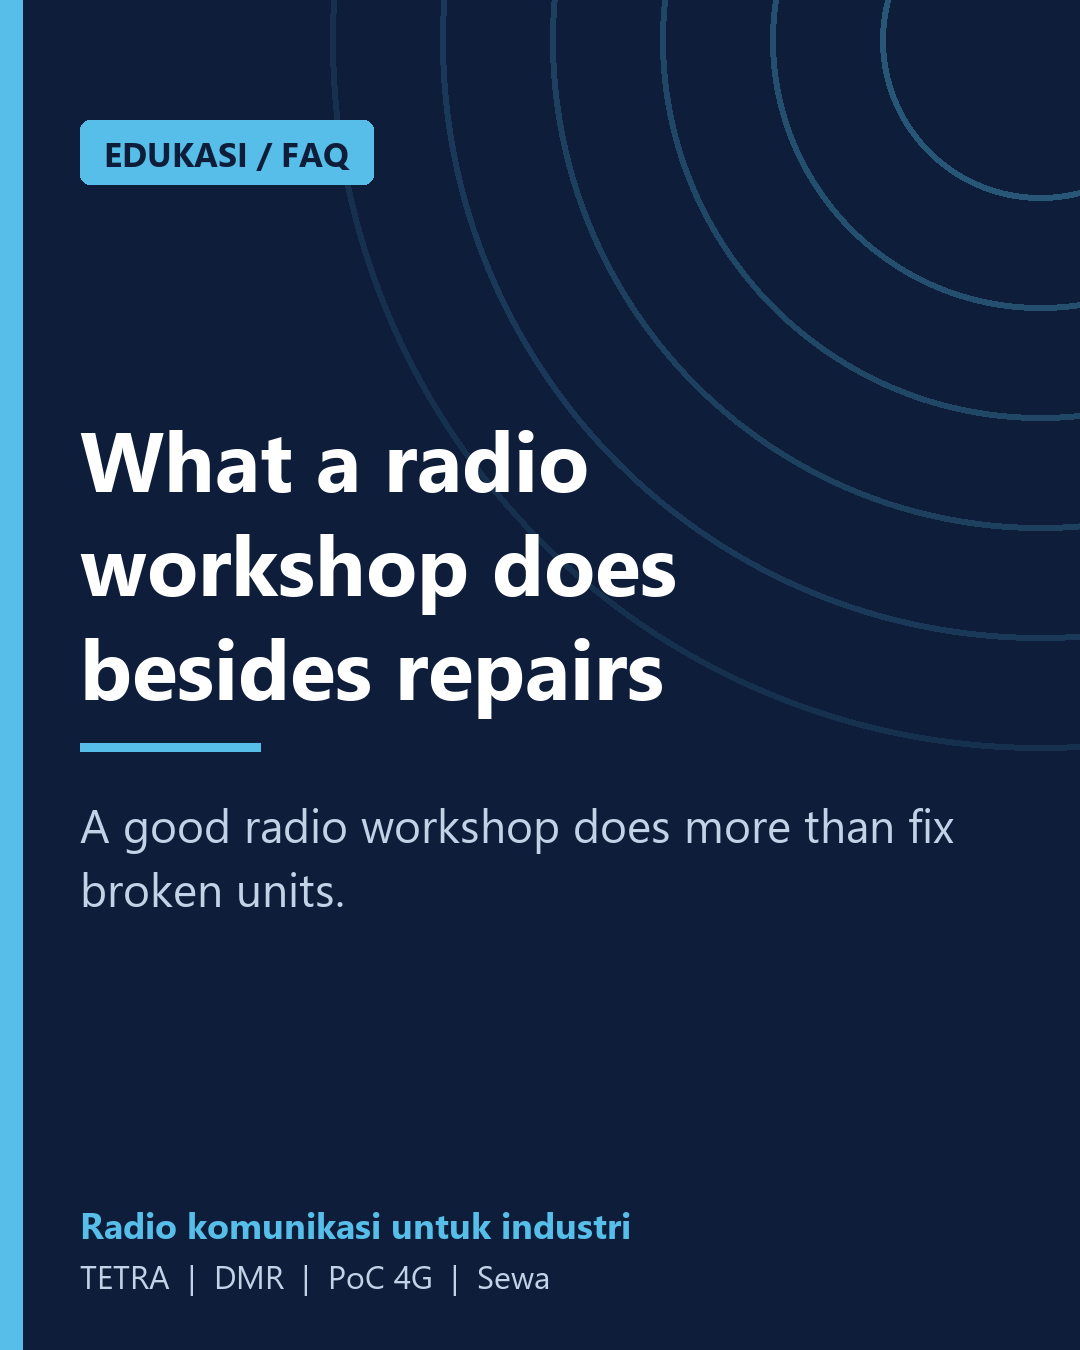 EDUKASI / FAQ
What a radio
workshop does
besides repairs
A good radio workshop does more than fix
broken units.
Radio komunikasi untuk industri
TETRA | DMR | PoC 4G | Sewa